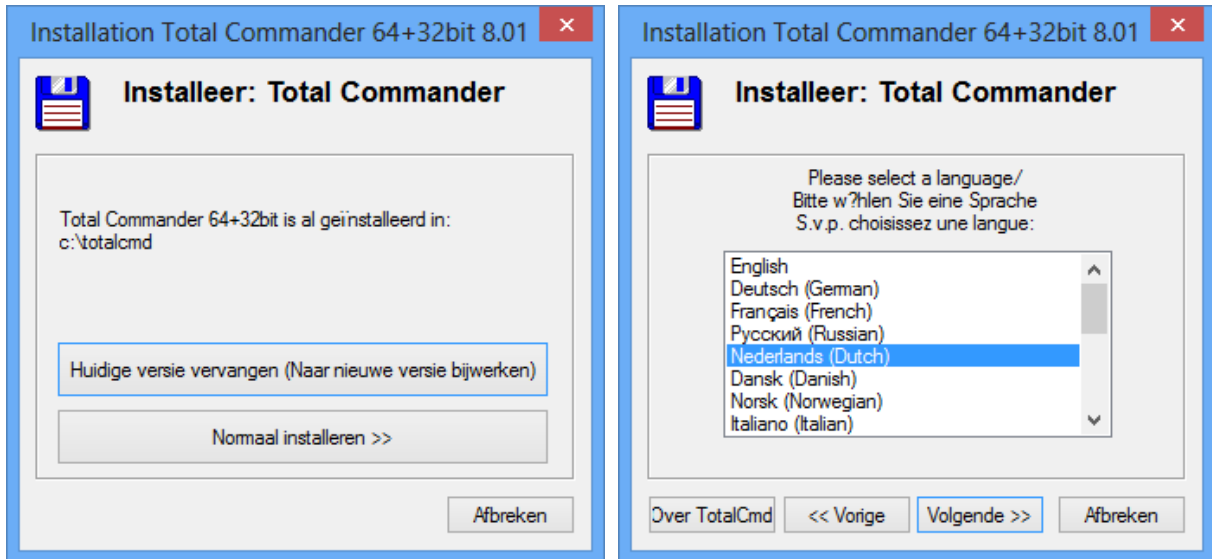 Installation Total Commander 64+32bit 8.01
Installeer: Total Commander
Total Commander 64+32bit is al geïnstalleerd in:
c:\totalcmd
Huidige versie vervangen (Naar nieuwe versie bijwerken)
Normaal installeren >>
Afbreken
Installation Total Commander 64+32bit 8.01
Installeer: Total Commander
Please select a language/
Bitte w?hlen Sie eine Sprache
S.v.p. choisissez une langue:
English
Deutsch (German)
Français (French)
Русский (Russian)
Nederlands (Dutch)
Dansk (Danish)
Norsk (Norwegian)
Italiano (Italian)
Over TotalCmd << Vorige Volgende >> Afbreken